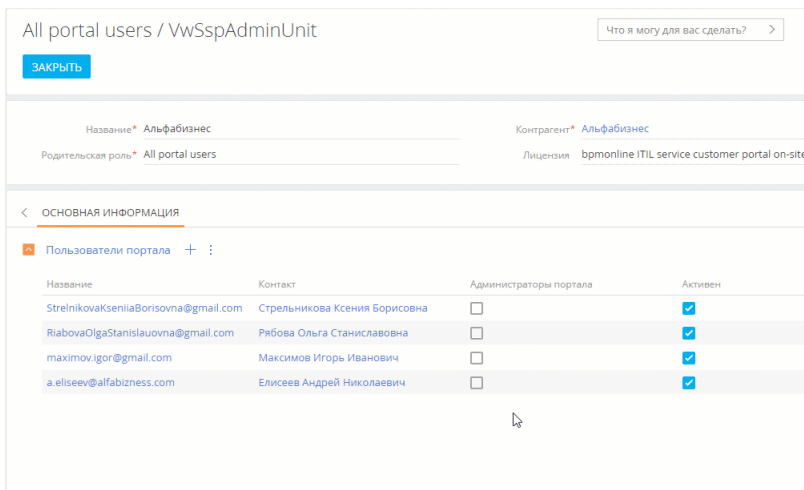 All portal users / VwSspAdminUnit
Что я могу для вас сделать?
ЗАКРЫТЬ
Название* Альфабизнес
Контрагент* Альфабизнес
Родительская роль* All portal users
Лицензия bpmonline ITIL service customer portal on-site
ОСНОВНАЯ ИНФОРМАЦИЯ
Пользователи портала
Название Контакт Администраторы портала Активен
StrelnikovaKseniiaBorisovna@gmail.com Стрельникова Ксения Борисовна
RiabovaOlgaStanislauovna@gmail.com Рябова Ольга Станиславовна
maximov.igor@gmail.com Максимов Игорь Иванович
a.eliseev@alfabizness.com Елисеев Андрей Николаевич